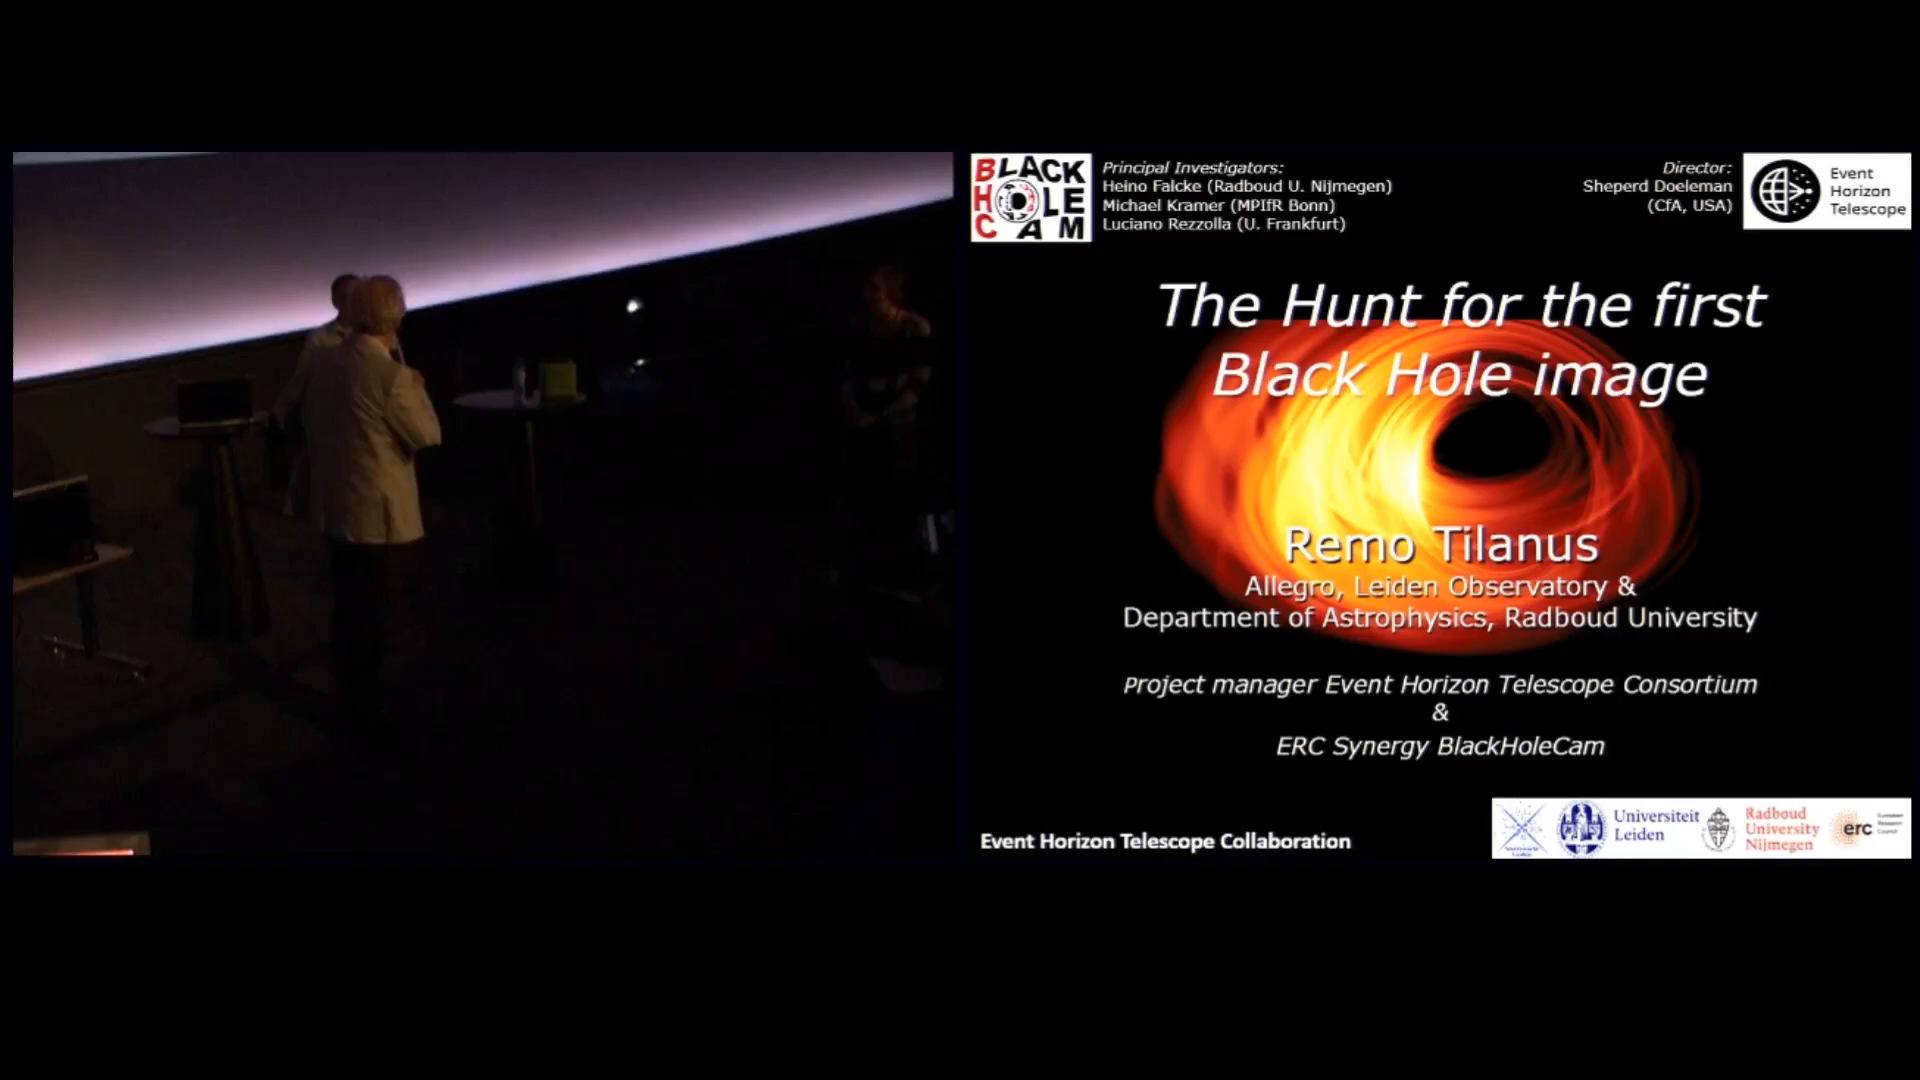 BLACK
HOLE
CAM
Principal Investigators:
Heino Falcke (Radboud U. Nijmegen)
Michael Kramer (MPIfR Bonn)
Luciano Rezzolla (U. Frankfurt)
Director:
Sheperd Doeleman
(CfA, USA)
Event
Horizon
Telescope
The Hunt for the first
Black Hole image
Remo Tilanus
Allegro, Leiden Observatory &
Department of Astrophysics, Radboud University
Project manager Event Horizon Telescope Consortium
&
ERC Synergy BlackHoleCam
Event Horizon Telescope Collaboration
Universiteit
Leiden
Radboud
University
Nijmegen
erc
European
Research
Council